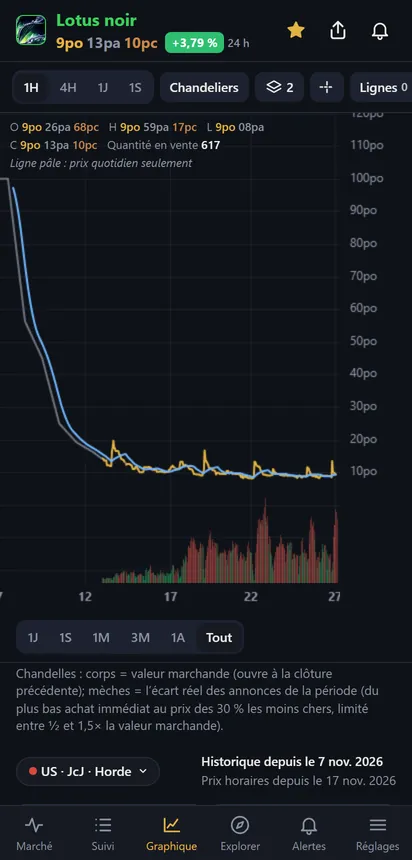 Lotus noir
9po 13pa 10pc +3,79 % 24 h
1H 4H 1J 1S Chandeliers 2 Lignes 0
O 9po 26pa 68pc H 9po 59pa 17pc L 9po 08pa
C 9po 13pa 10pc Quantité en vente 617
Ligne pâle : prix quotidien seulement
120po
110po
100po
90po
80po
70po
60po
50po
40po
30po
20po
10po
7 12 17 22 27
1J 1S 1M 3M 1A Tout
Chandelles : corps = valeur marchande (ouvre à la clôture
précédente); mèches = l'écart réel des annonces de la période (du
plus bas achat immédiat au prix des 30 % les moins chers, limité
entre ½ et 1,5× la valeur marchande).
US · JcJ · Horde
Historique depuis le 7 nov. 2026
Prix horaires depuis le 17 nov. 2026
Marché Suivi Graphique Explorer Alertes Réglages